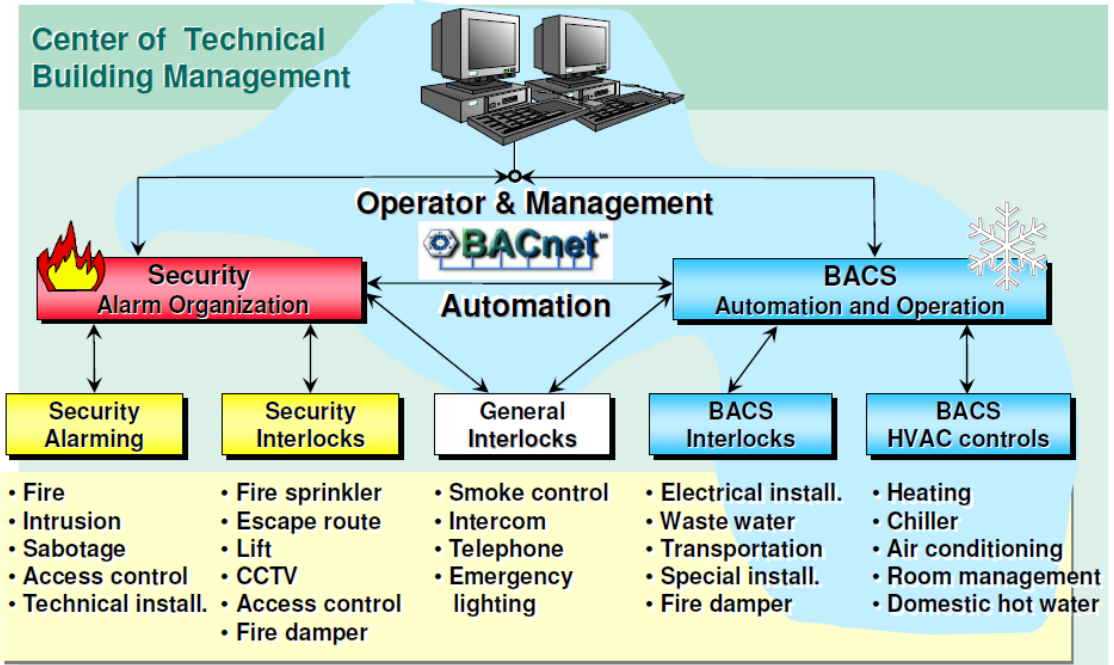 Center of Technical
Building Management
Operator & Management
BACnet™
Security
Alarm Organization
Automation
BACS
Automation and Operation
Security
Alarming
Security
Interlocks
General
Interlocks
BACS
Interlocks
BACS
HVAC controls
• Fire
• Intrusion
• Sabotage
• Access control
• Technical install.
• Fire sprinkler
• Escape route
• Lift
• CCTV
• Access control
• Fire damper
• Smoke control
• Intercom
• Telephone
• Emergency
lighting
• Electrical install.
• Waste water
• Transportation
• Special install.
• Fire damper
• Heating
• Chiller
• Air conditioning
• Room management
• Domestic hot water